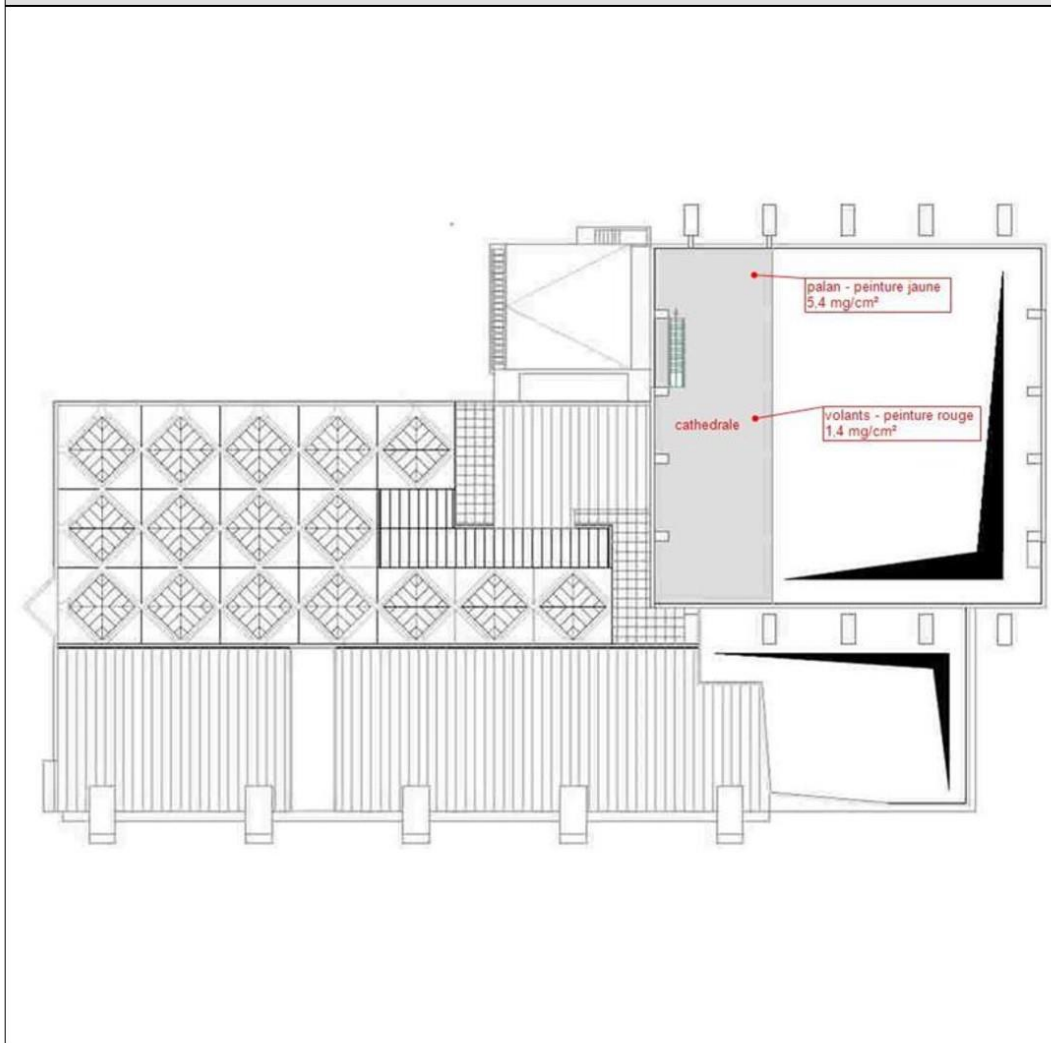 palan - peinture jaune
5,4 mg/cm²
cathedrale
volants - peinture rouge
1,4 mg/cm²